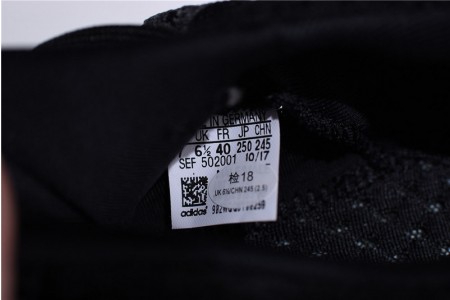 IN GERMANY
UK FR JP CHN
6½ 40 250 245
SEF 502001 10/17
检18
UK 6½/CHN 245 (2.5)
adidas